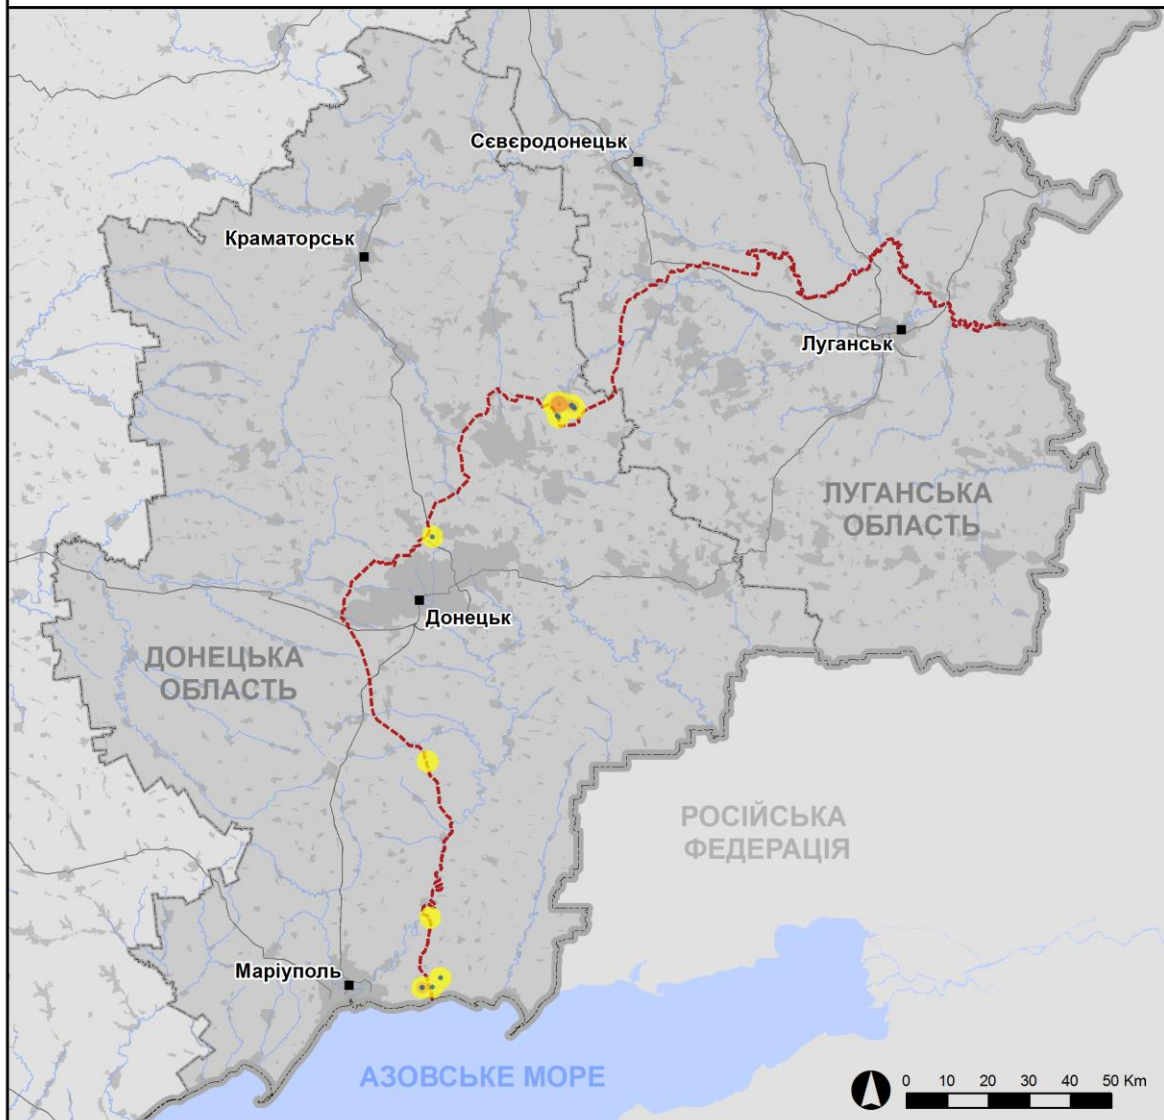 Сєвєродонецьк
Краматорськ
Луганськ
ЛУГАНСЬКА
ОБЛАСТЬ
Донецьк
ДОНЕЦЬКА
ОБЛАСТЬ
РОСІЙСЬКА
ФЕДЕРАЦІЯ
Маріуполь
АЗОВСЬКЕ МОРЕ
0 10 20 30 40 50 Km